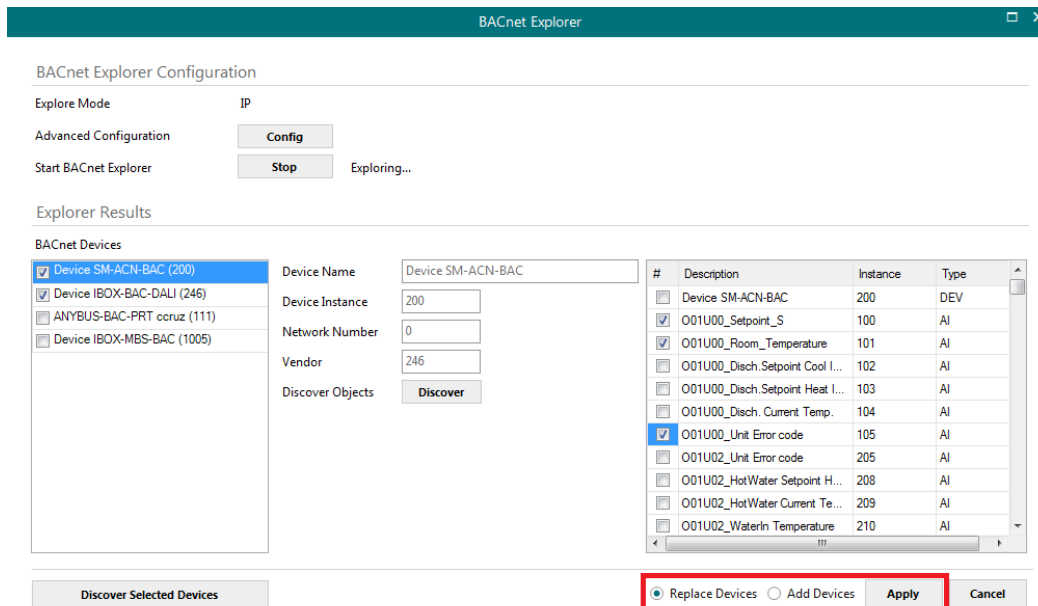 BACnet Explorer
BACnet Explorer Configuration
Explore Mode IP
Advanced Configuration Config
Start BACnet Explorer Stop Exploring...
Explorer Results
BACnet Devices
Device SM-ACN-BAC (200)
Device IBOX-BAC-DALI (246)
ANYBUS-BAC-PRT ccruz (111)
Device IBOX-MBS-BAC (1005)
Device Name Device SM-ACN-BAC
Device Instance 200
Network Number 0
Vendor 246
Discover Objects Discover
# Description Instance Type
Device SM-ACN-BAC 200 DEV
O01U00_Setpoint_S 100 AI
O01U00_Room_Temperature 101 AI
O01U00_Disch.Setpoint Cool I... 102 AI
O01U00_Disch.Setpoint Heat I... 103 AI
O01U00_Disch. Current Temp. 104 AI
O01U00_Unit Error code 105 AI
O01U02_Unit Error code 205 AI
O01U02_HotWater Setpoint H... 208 AI
O01U02_HotWater Current Te... 209 AI
O01U02_WaterIn Temperature 210 AI
Discover Selected Devices Replace Devices Add Devices Apply Cancel